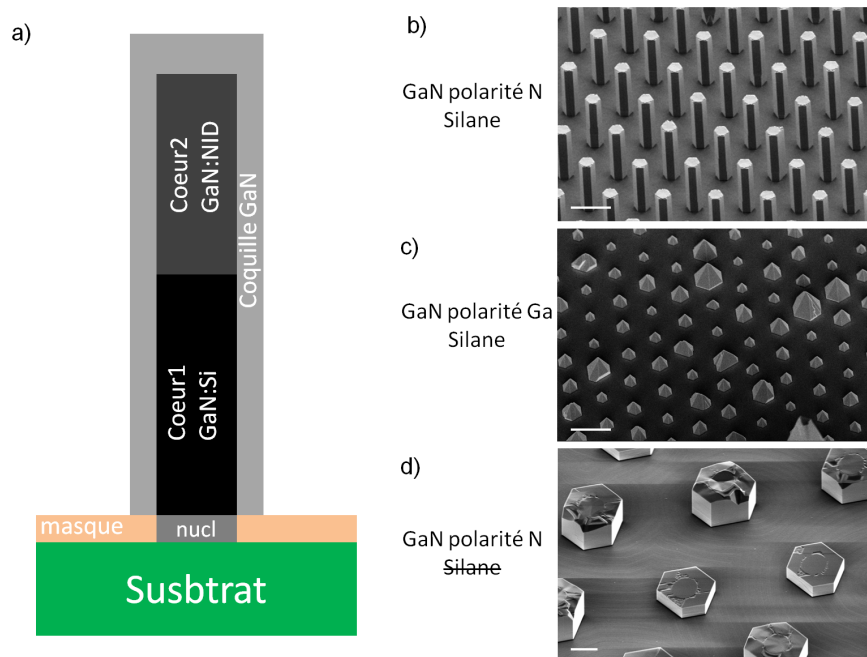 a)
Coeur2
GaN:NID
Coquille GaN
Coeur1
GaN:Si
masque
nucl
Susbtrat
b)
GaN polarité N
Silane
c)
GaN polarité Ga
Silane
d)
GaN polarité N
Silane